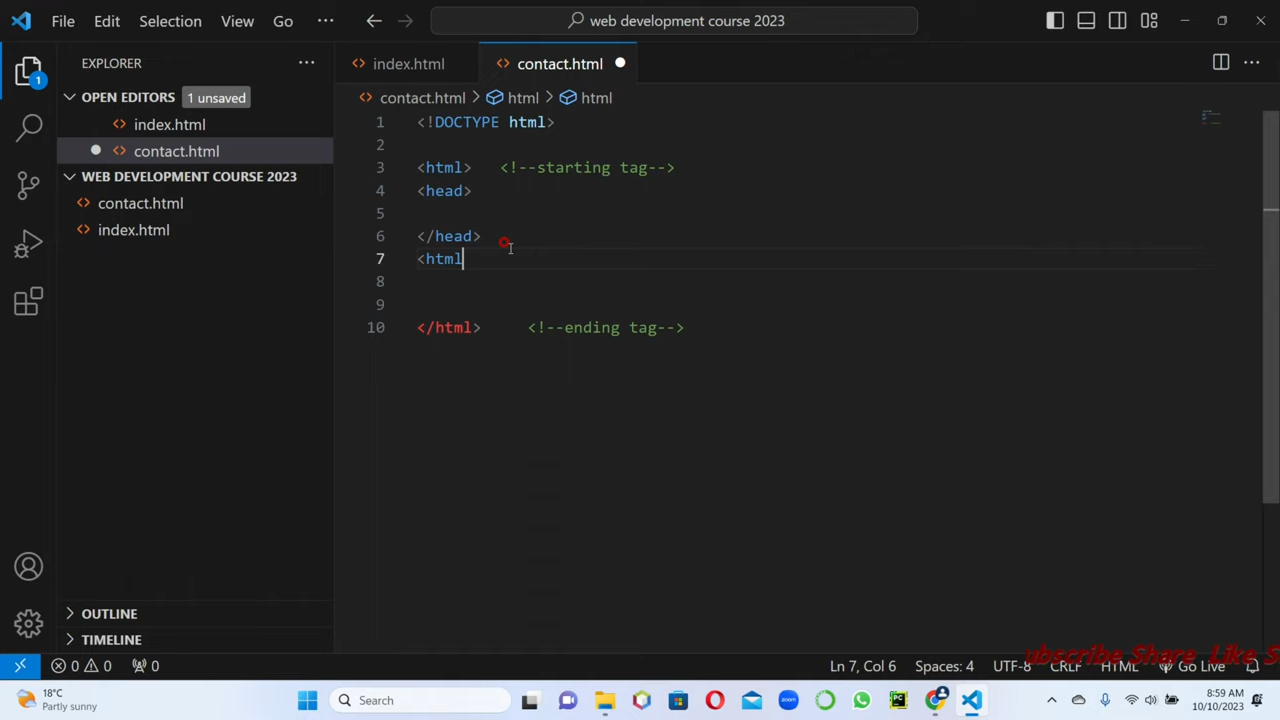 File Edit Selection View Go ··· web development course 2023
EXPLORER ···
OPEN EDITORS 1 unsaved
index.html
contact.html
WEB DEVELOPMENT COURSE 2023
contact.html
index.html
OUTLINE
TIMELINE
index.html contact.html
contact.html > html > html
1 <!DOCTYPE html>
2
3 <html> <!--starting tag-->
4 <head>
5
6 </head>
7 <html
8
9
10 </html> <!--ending tag-->
1
0 0 0 Ln 7, Col 6 Spaces: 4 UTF-8 CRLF HTML Go Live
ubscribe Share Like S
18°C
Partly sunny
Search
8:59 AM
10/10/2023